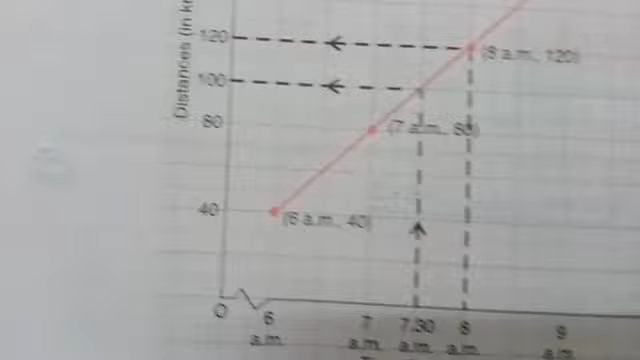 Distances (in k
120
(8 a.m., 120)
100
80
(7 a.m., 80)
40
(6 a.m., 40)
O
6 7 7.30 8 9
a.m. a.m. a.m. a.m. a.m.